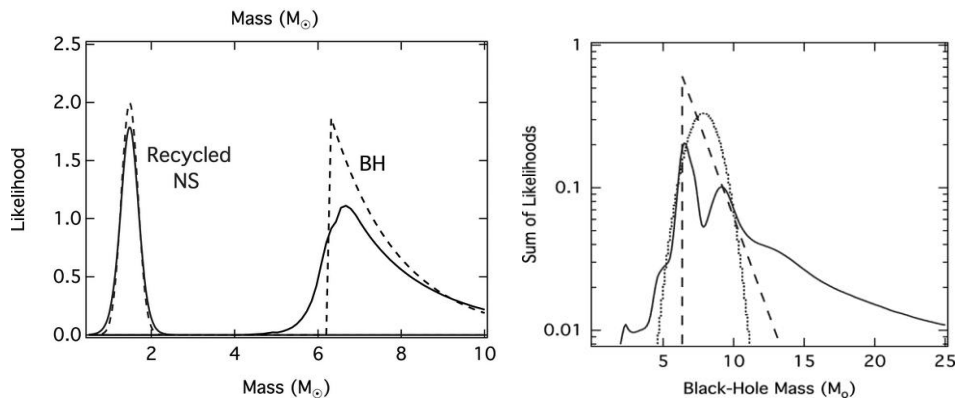 Mass (M☉)
2.5
2.0
1.5
1.0
0.5
0.0
Likelihood
Recycled
NS
BH
2
4
6
8
10
Mass (M☉)
1
0.1
0.01
Sum of Likelihoods
5
10
15
20
25
Black-Hole Mass (Mₒ)